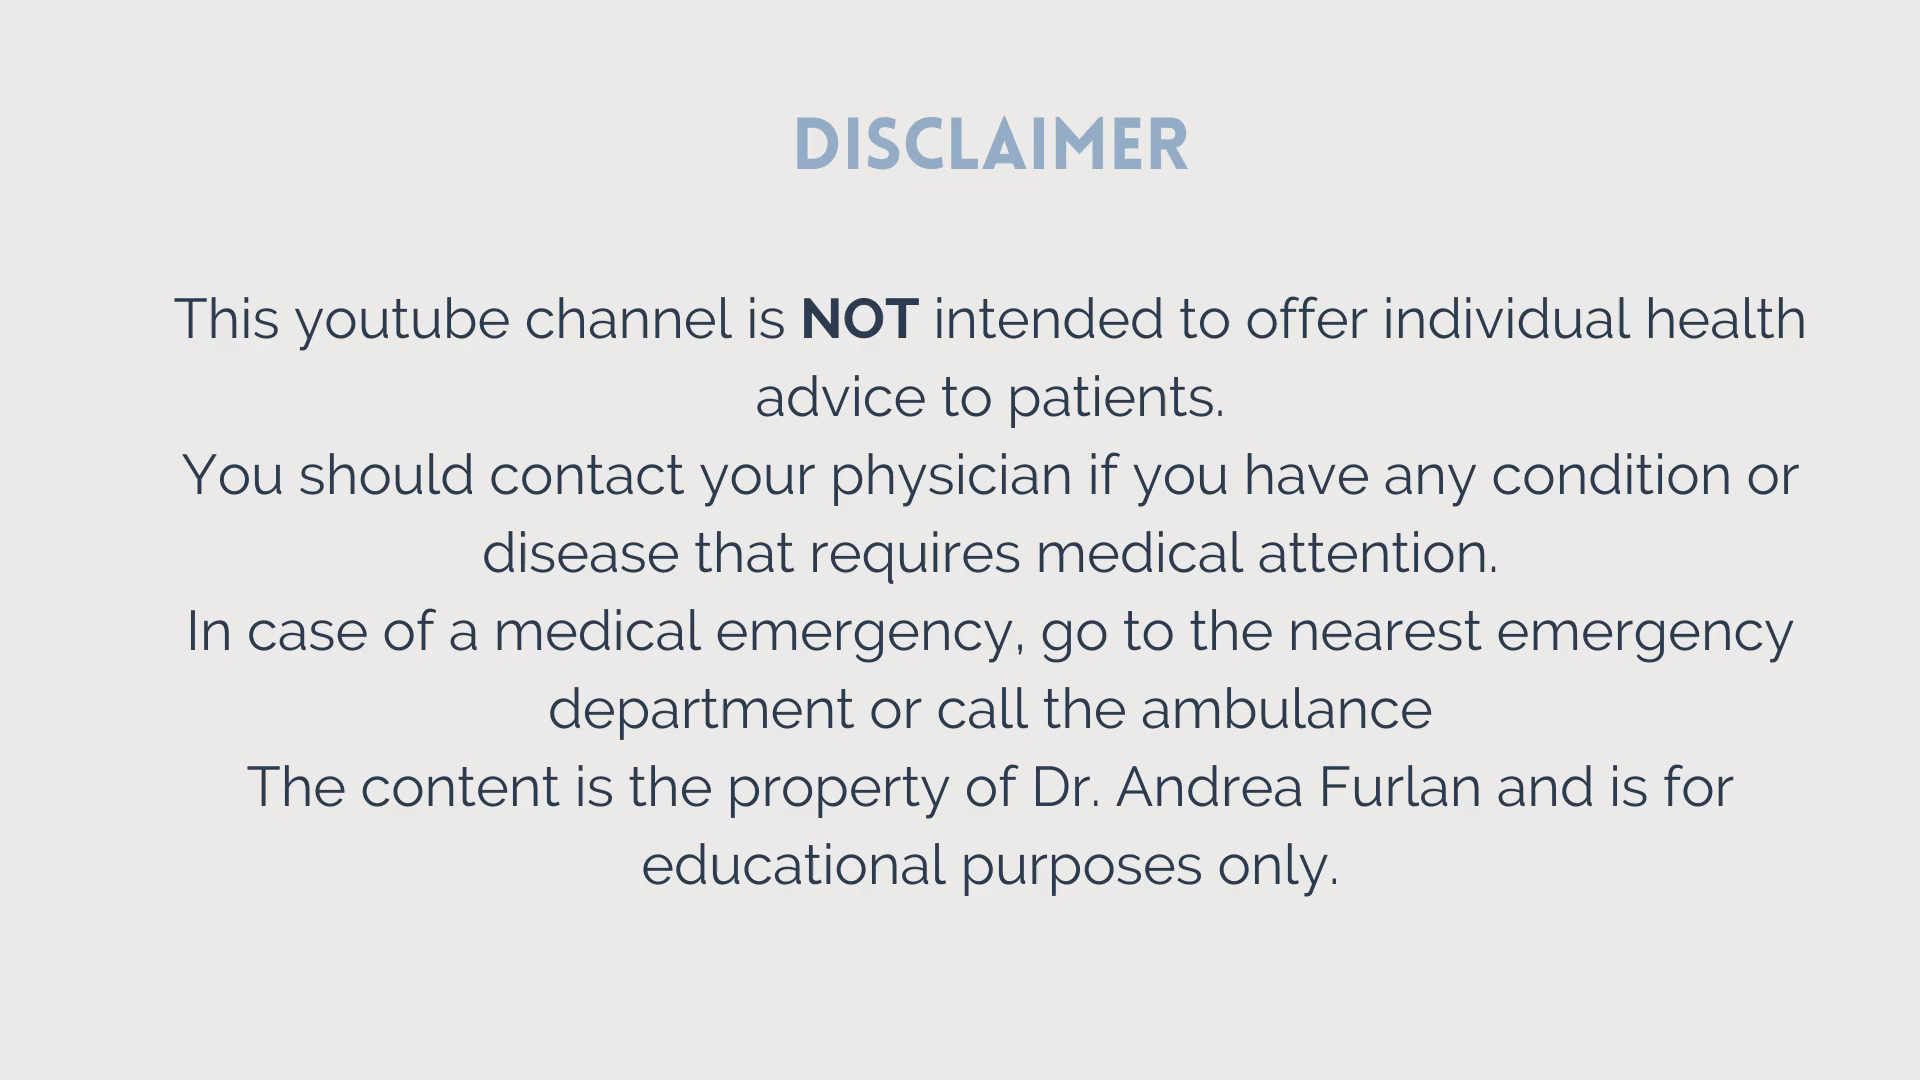 DISCLAIMER
This youtube channel is NOT intended to offer individual health
advice to patients.
You should contact your physician if you have any condition or
disease that requires medical attention.
In case of a medical emergency, go to the nearest emergency
department or call the ambulance
The content is the property of Dr. Andrea Furlan and is for
educational purposes only.